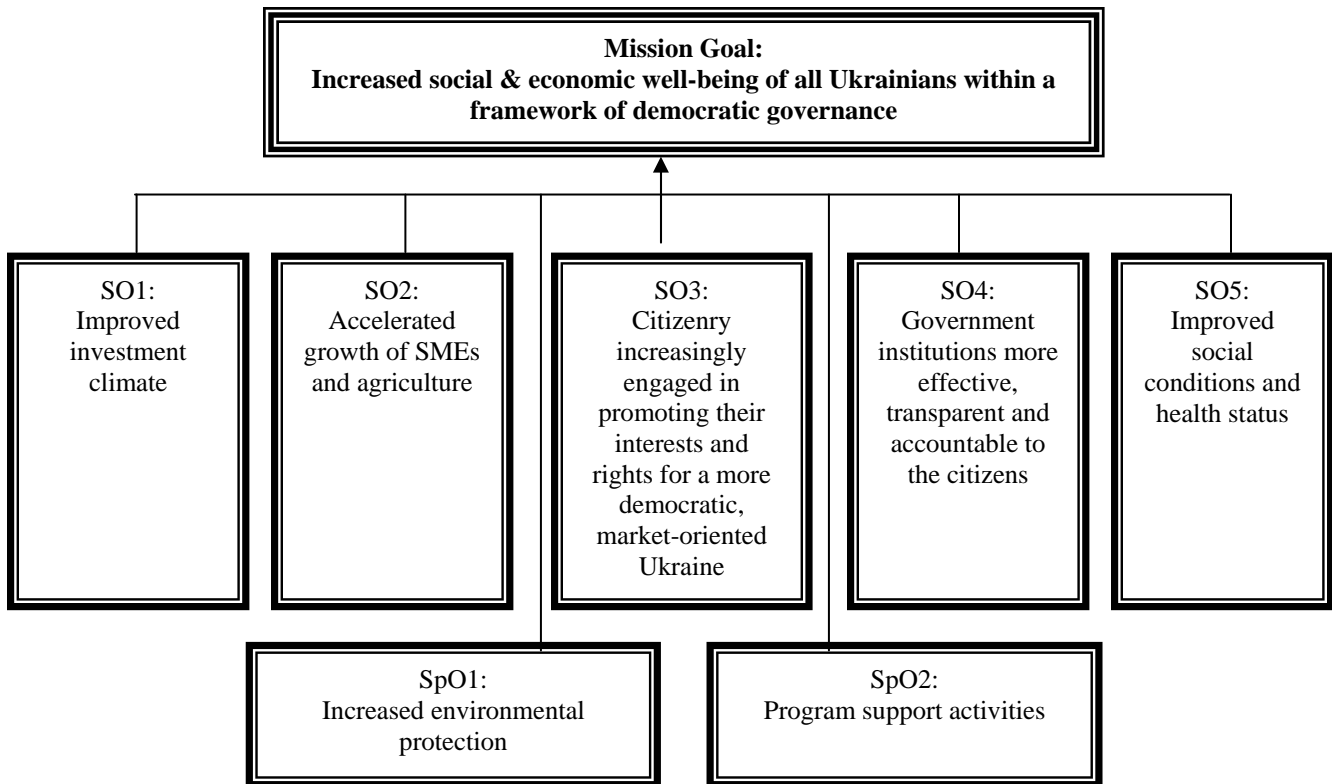 Mission Goal:
Increased social & economic well-being of all Ukrainians within a
framework of democratic governance
SO1:
Improved
investment
climate
SO2:
Accelerated
growth of SMEs
and agriculture
SO3:
Citizenry
increasingly
engaged in
promoting their
interests and
rights for a more
democratic,
market-oriented
Ukraine
SO4:
Government
institutions more
effective,
transparent and
accountable to
the citizens
SO5:
Improved
social
conditions and
health status
SpO1:
Increased environmental
protection
SpO2:
Program support activities